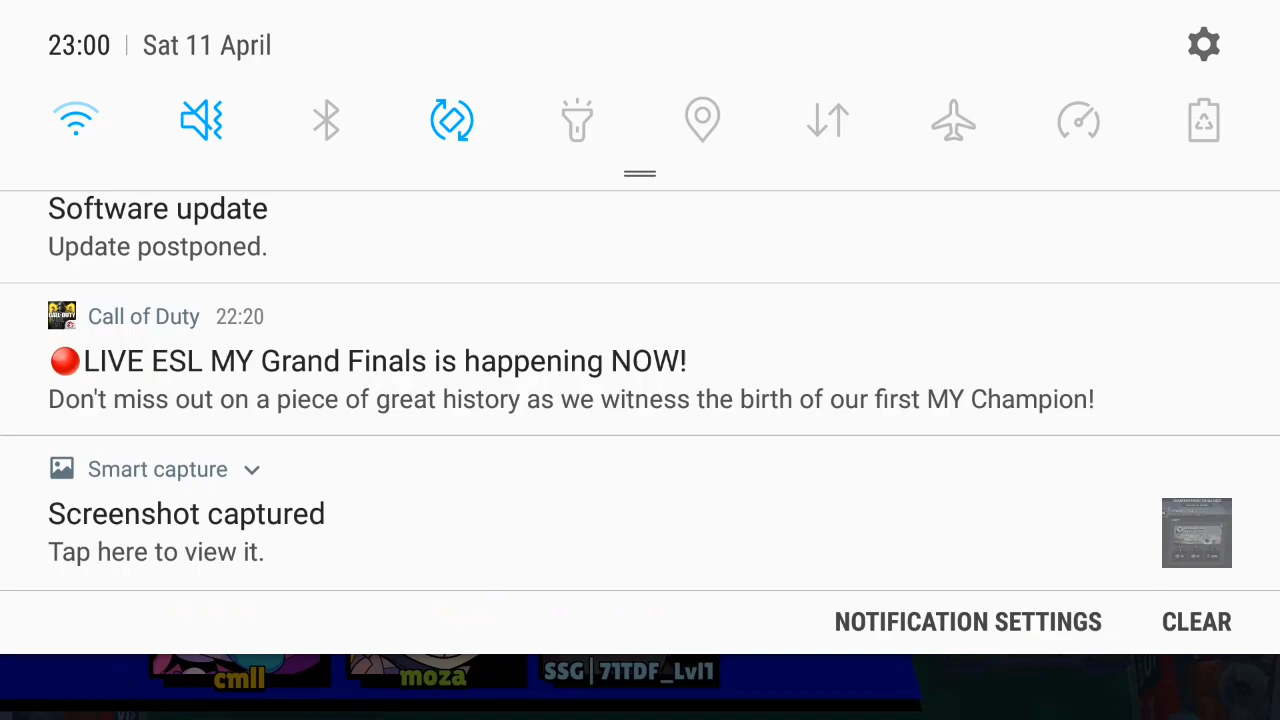 23:00 | Sat 11 April
Software update
Update postponed.
Call of Duty 22:20
🔴LIVE ESL MY Grand Finals is happening NOW!
Don't miss out on a piece of great history as we witness the birth of our first MY Champion!
Smart capture
Screenshot captured
Tap here to view it.
NOTIFICATION SETTINGS CLEAR
cmll moza SSG|71TDF_Lvl1